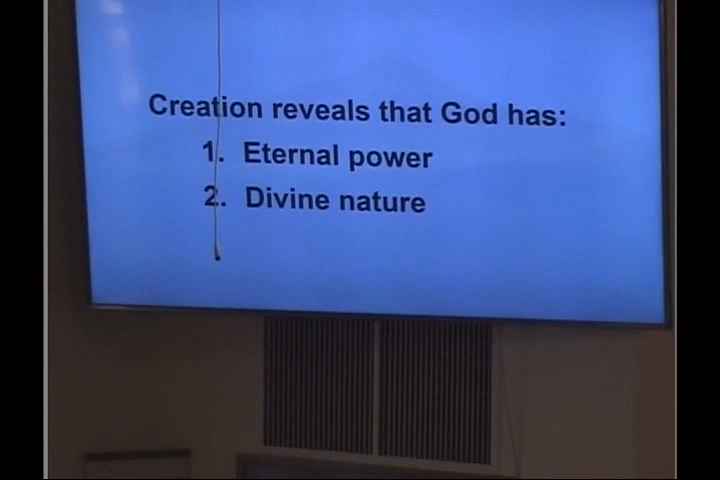 Creation reveals that God has:
1. Eternal power
2. Divine nature